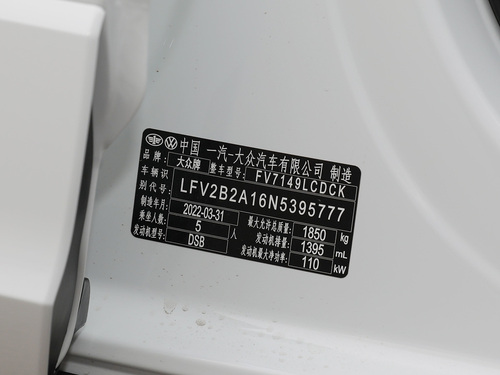 中国 一汽-大众汽车有限公司 制造
品牌: 大众牌 整车型号: FV7149LCDCK
车辆识别代号: LFV2B2A16N5395777
制造年月 2022-03-31 最大允许总质量: 1850 kg
乘坐人数: 5 人 发动机排量: 1395 mL
发动机型号: DSB 发动机最大净功率: 110 kW